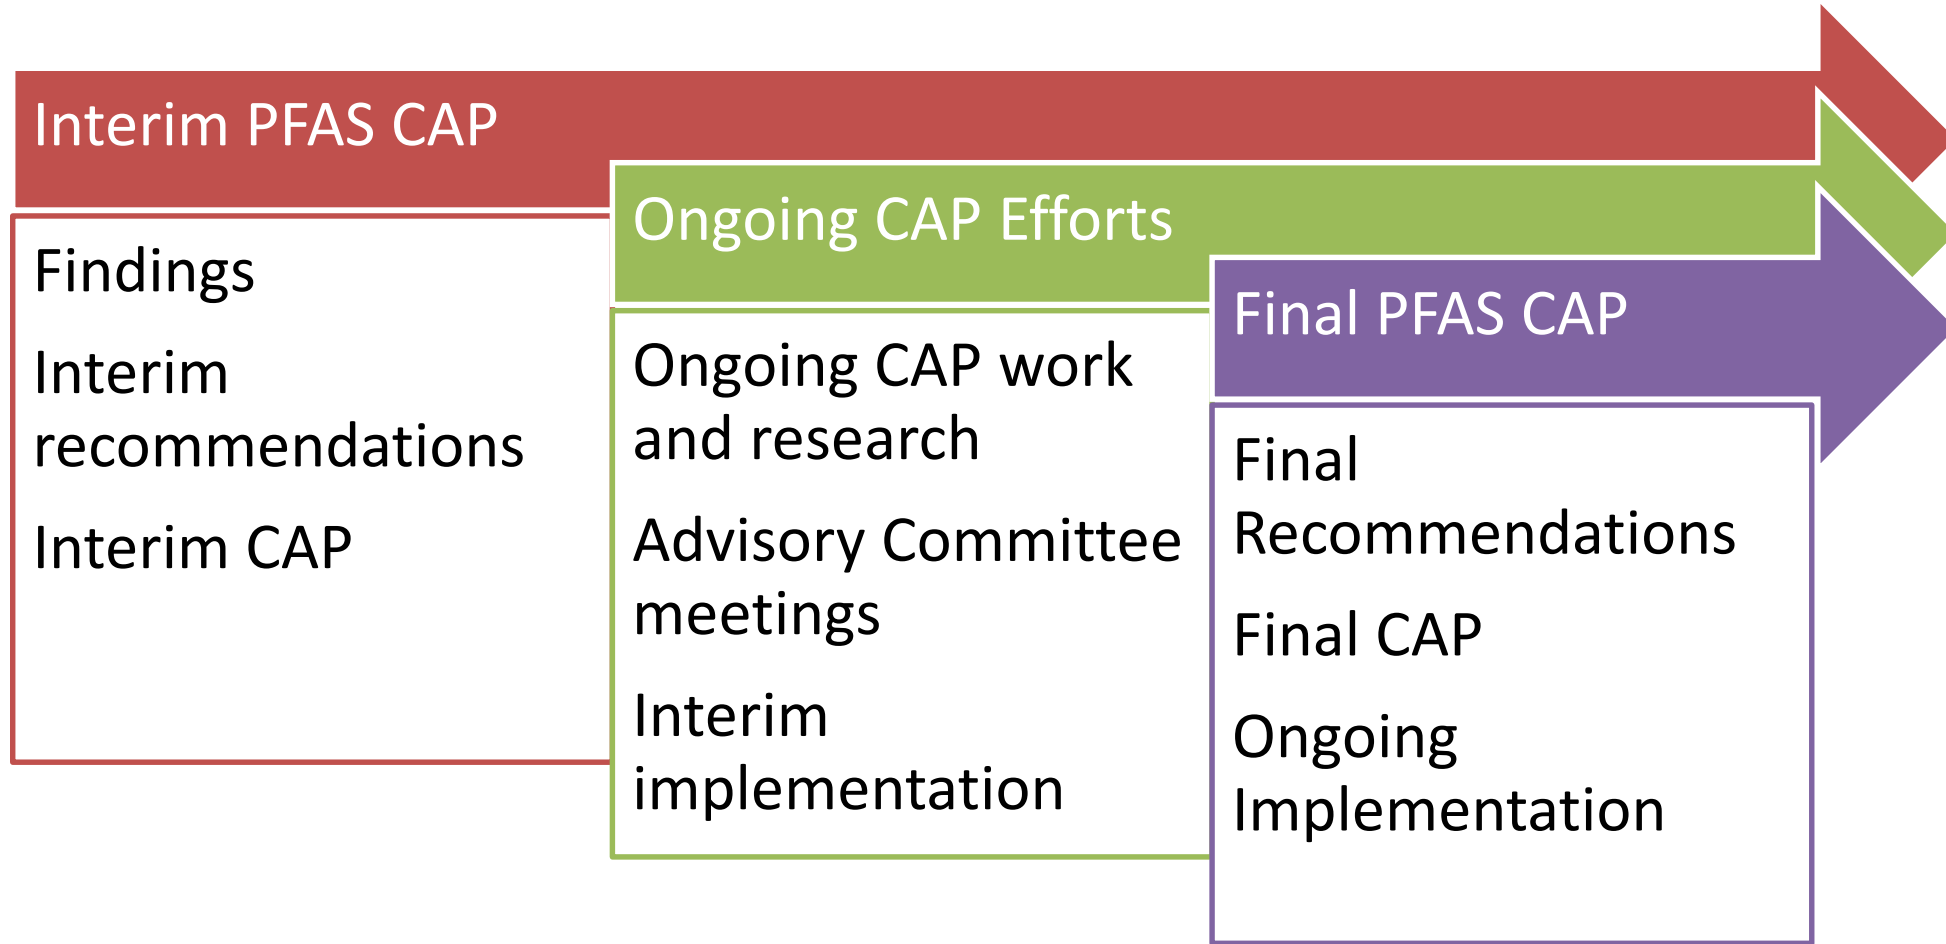 Interim PFAS CAP
Findings
Interim
recommendations
Interim CAP
Ongoing CAP Efforts
Ongoing CAP work
and research
Advisory Committee
meetings
Interim
implementation
Final PFAS CAP
Final
Recommendations
Final CAP
Ongoing
Implementation